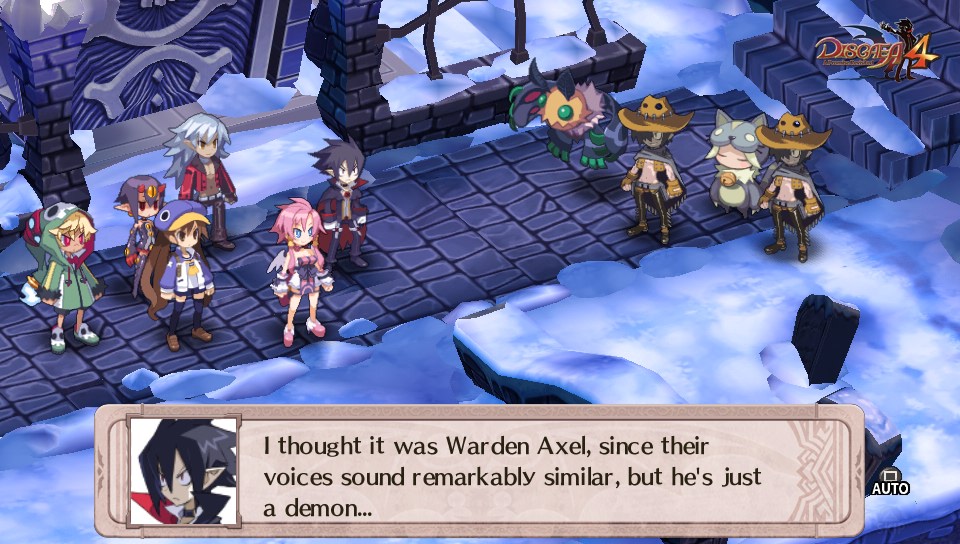 DISGAEA 4
I thought it was Warden Axel, since their
voices sound remarkably similar, but he's just
a demon...
AUTO